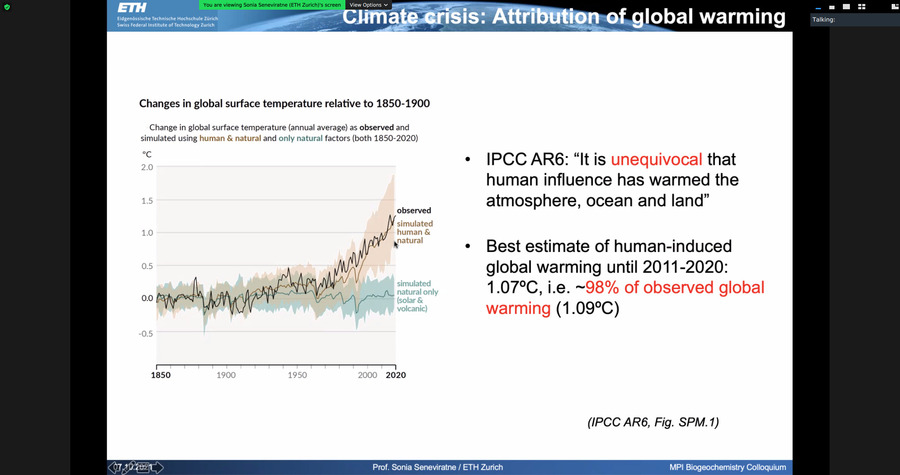 ETH
Eidgenössische Technische Hochschule Zürich
Swiss Federal Institute of Technology Zurich
You are viewing Sonia Seneviratne (ETH Zurich)'s screen
View Options
Climate crisis: Attribution of global warming
Talking:
Changes in global surface temperature relative to 1850-1900
Change in global surface temperature (annual average) as observed and
simulated using human & natural and only natural factors (both 1850-2020)
ºC
2.0
1.5
1.0
0.5
0.0
-0.5
observed
simulated
human &
natural
simulated
natural only
(solar &
volcanic)
1850
1900
1950
2000
2020
• IPCC AR6: “It is unequivocal that
human influence has warmed the
atmosphere, ocean and land”
• Best estimate of human-induced
global warming until 2011-2020:
1.07ºC, i.e. ~98% of observed global
warming (1.09ºC)
(IPCC AR6, Fig. SPM.1)
Prof. Sonia Seneviratne / ETH Zurich
MPI Biogeochemistry Colloquium